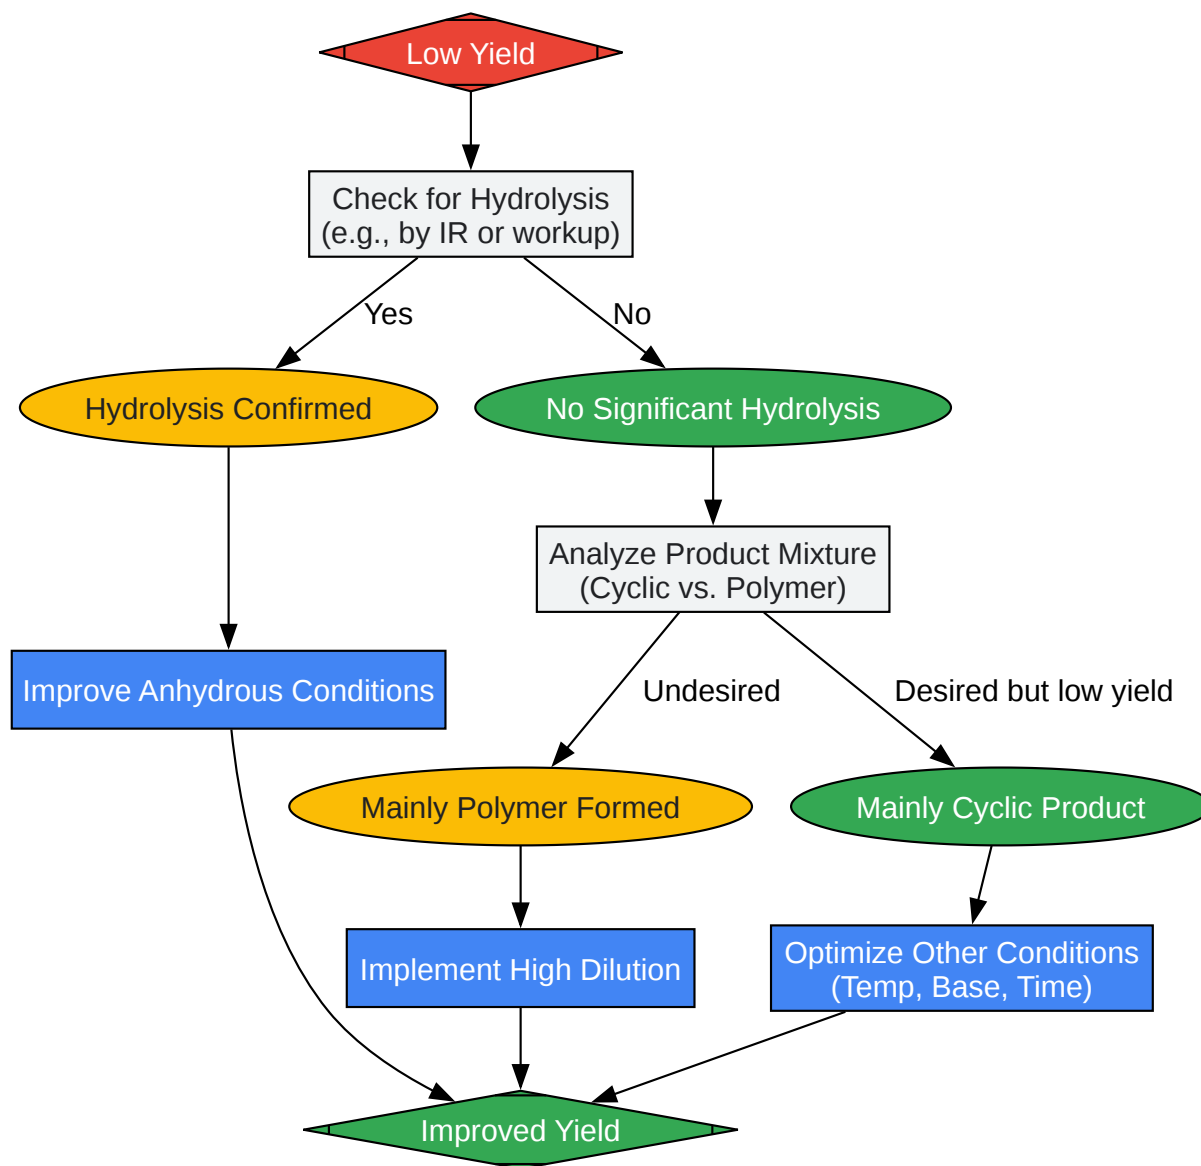 Low Yield
Check for Hydrolysis
(e.g., by IR or workup)
Yes
No
Hydrolysis Confirmed
No Significant Hydrolysis
Analyze Product Mixture
(Cyclic vs. Polymer)
Improve Anhydrous Conditions
Undesired
Desired but low yield
Mainly Polymer Formed
Mainly Cyclic Product
Implement High Dilution
Optimize Other Conditions
(Temp, Base, Time)
Improved Yield